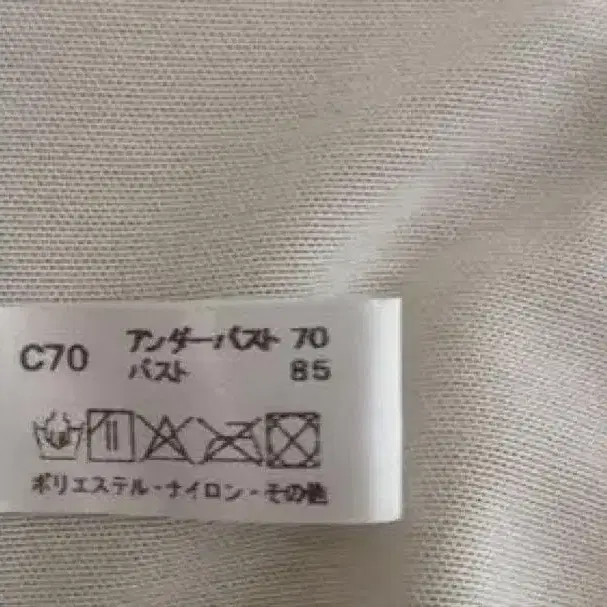 C70 アンダーバスト 70
バスト 85
ポリエステル・ナイロン・その他